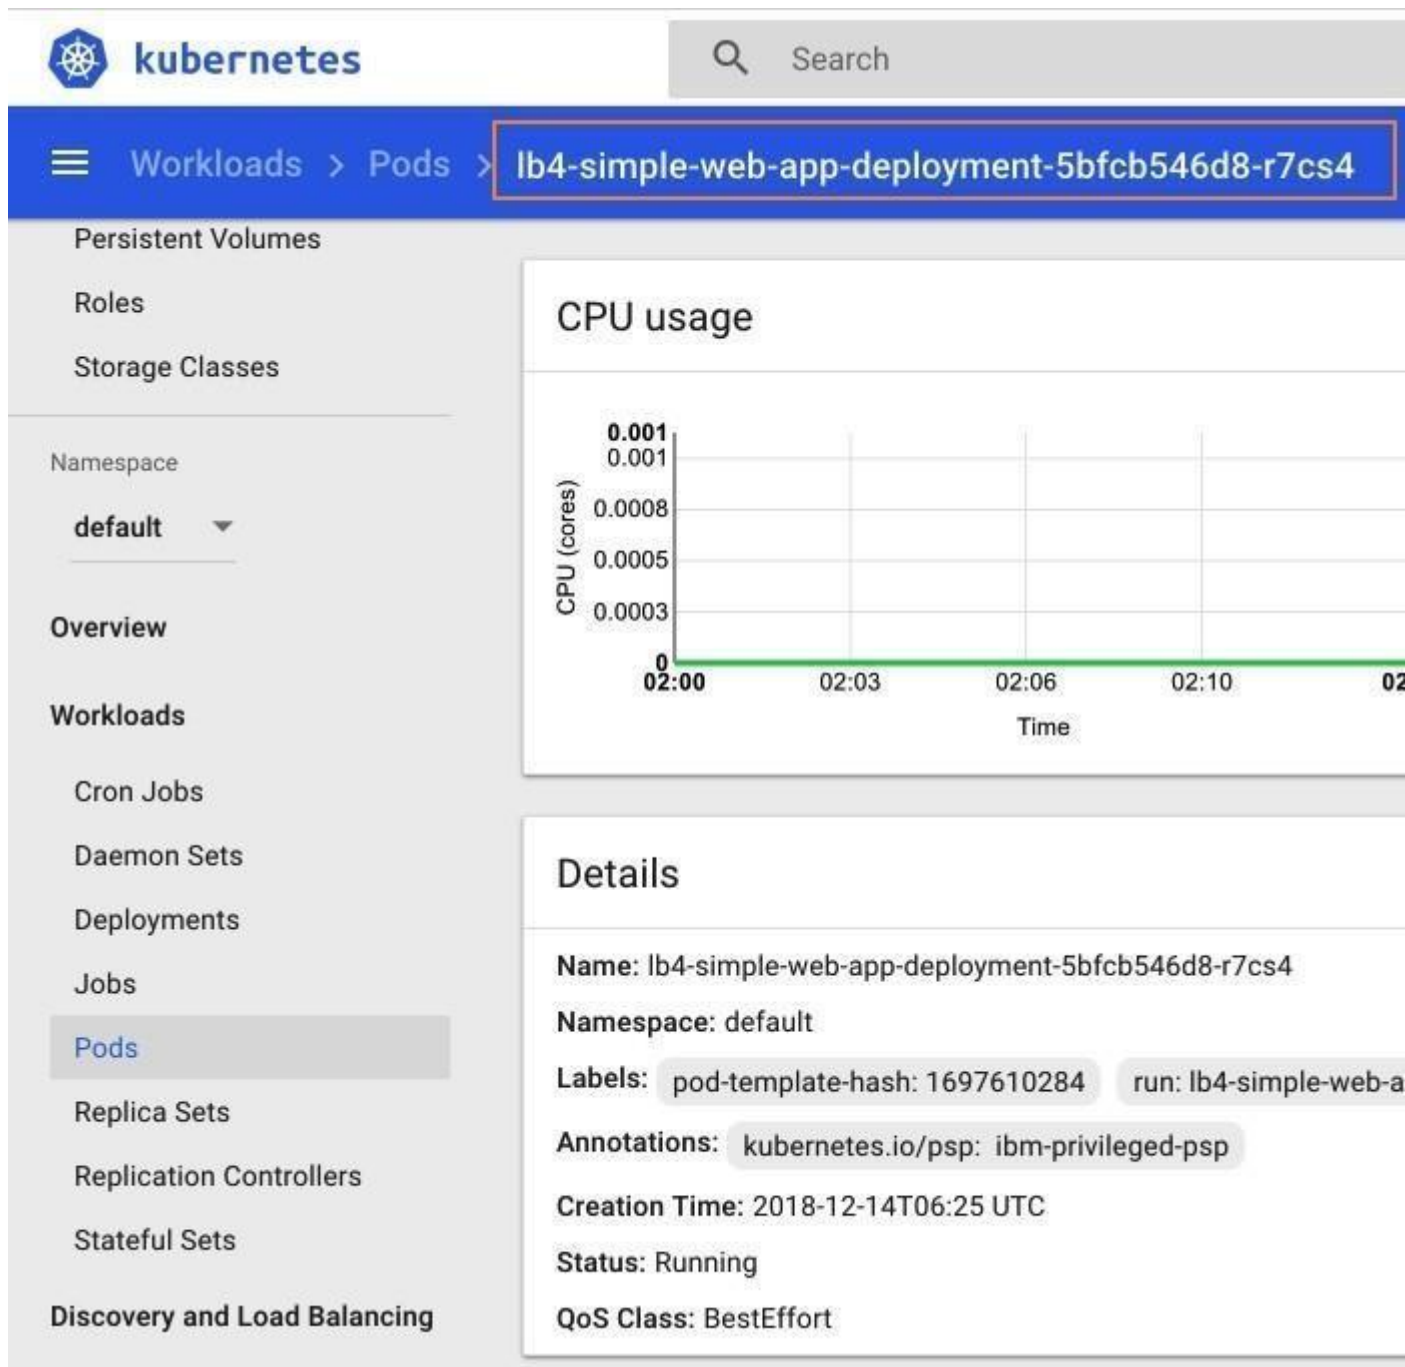 kubernetes
Search
Workloads > Pods > lb4-simple-web-app-deployment-5bfcb546d8-r7cs4
Persistent Volumes
Roles
Storage Classes
Namespace
default
Overview
Workloads
Cron Jobs
Daemon Sets
Deployments
Jobs
Pods
Replica Sets
Replication Controllers
Stateful Sets
Discovery and Load Balancing
CPU usage
CPU (cores)
0.001
0.001
0.0008
0.0005
0.0003
0
02:00 02:03 02:06 02:10 02
Time
Details
Name: lb4-simple-web-app-deployment-5bfcb546d8-r7cs4
Namespace: default
Labels: pod-template-hash: 1697610284 run: lb4-simple-web-a
Annotations: kubernetes.io/psp: ibm-privileged-psp
Creation Time: 2018-12-14T06:25 UTC
Status: Running
QoS Class: BestEffort